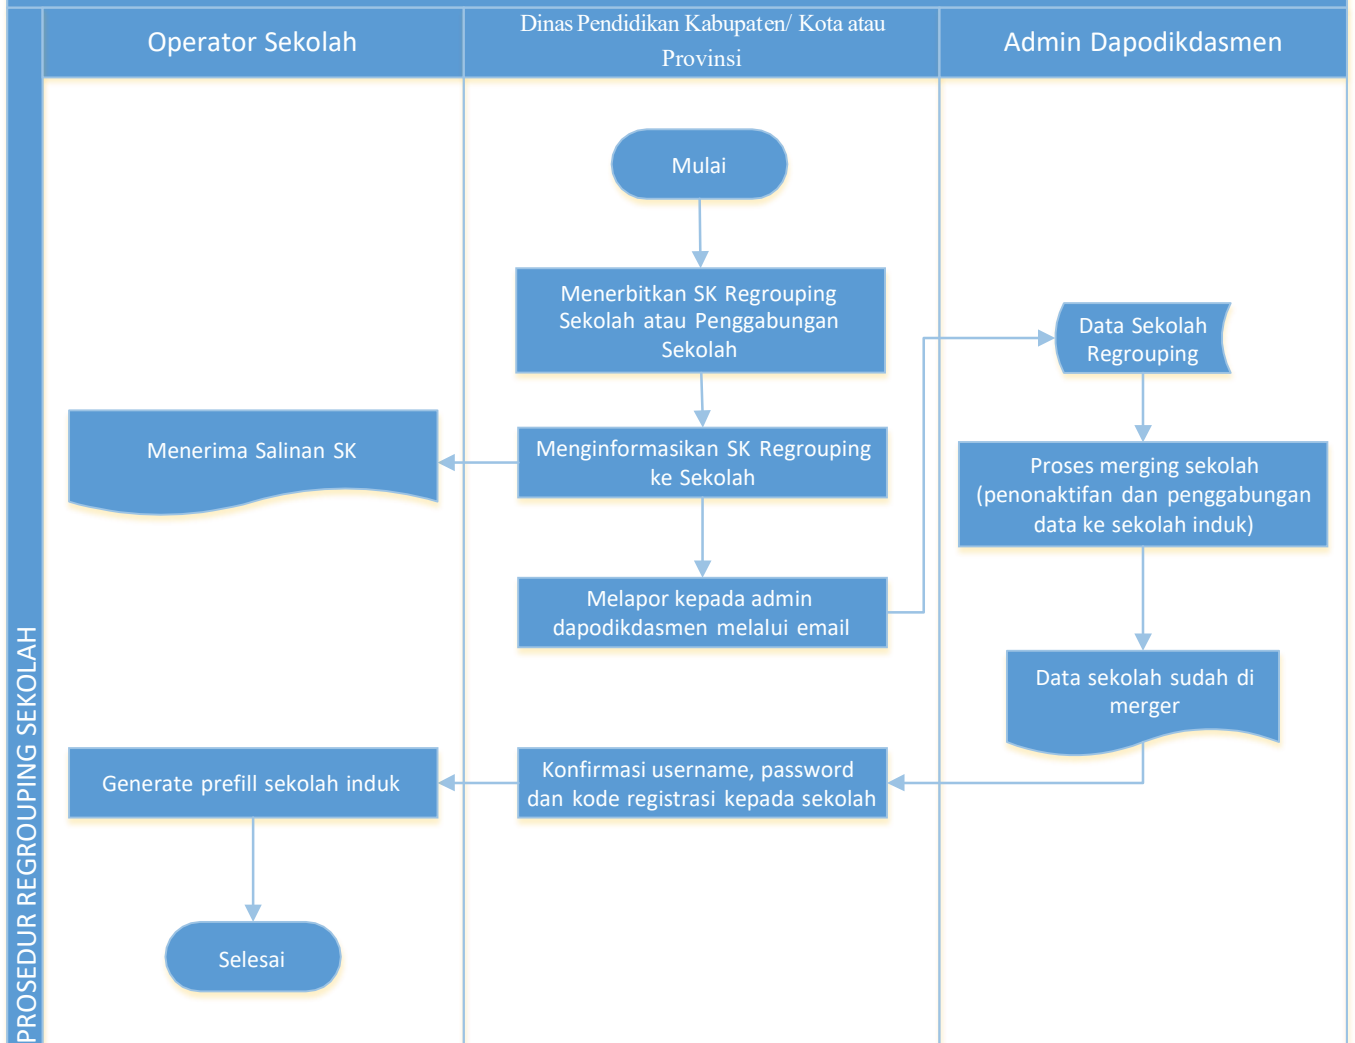 PROSEDUR REGROUPING SEKOLAH
Operator Sekolah
Dinas Pendidikan Kabupaten/ Kota atau
Provinsi
Admin Dapodikdasmen
Mulai
Menerbitkan SK Regrouping
Sekolah atau Penggabungan
Sekolah
Data Sekolah
Regrouping
Menerima Salinan SK
Menginformasikan SK Regrouping
ke Sekolah
Proses merging sekolah
(penonaktifan dan penggabungan
data ke sekolah induk)
Melapor kepada admin
dapodikdasmen melalui email
Data sekolah sudah di
merger
Generate prefill sekolah induk
Konfirmasi username, password
dan kode registrasi kepada sekolah
Selesai